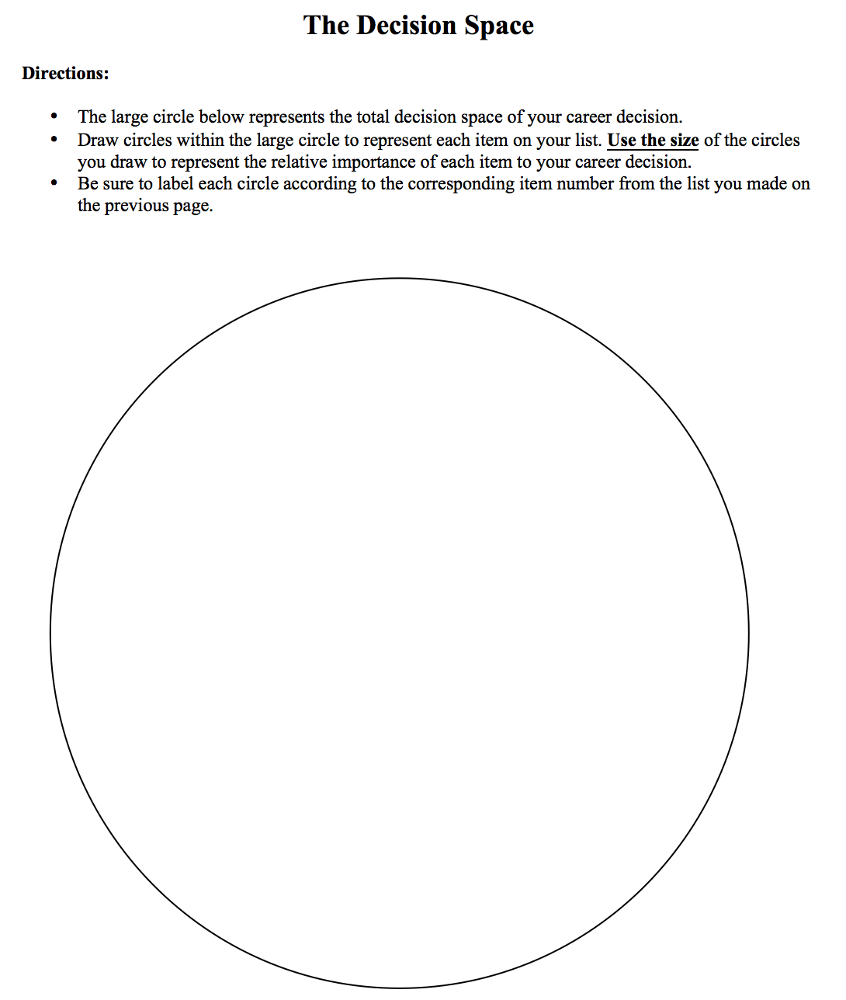 The Decision Space
Directions:
• The large circle below represents the total decision space of your career decision.
• Draw circles within the large circle to represent each item on your list. Use the size of the circles
you draw to represent the relative importance of each item to your career decision.
• Be sure to label each circle according to the corresponding item number from the list you made on
the previous page.